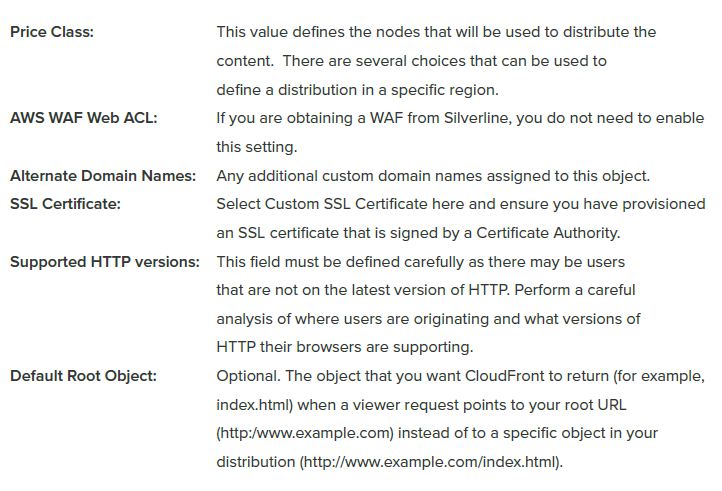 Price Class: This value defines the nodes that will be used to distribute the
content.  There are several choices that can be used to
define a distribution in a specific region.
AWS WAF Web ACL: If you are obtaining a WAF from Silverline, you do not need to enable
this setting.
Alternate Domain Names: Any additional custom domain names assigned to this object.
SSL Certificate: Select Custom SSL Certificate here and ensure you have provisioned
an SSL certificate that is signed by a Certificate Authority.
Supported HTTP versions: This field must be defined carefully as there may be users
that are not on the latest version of HTTP. Perform a careful
analysis of where users are originating and what versions of
HTTP their browsers are supporting.
Default Root Object: Optional. The object that you want CloudFront to return (for example,
index.html) when a viewer request points to your root URL
(http:/www.example.com) instead of to a specific object in your
distribution (http://www.example.com/index.html).